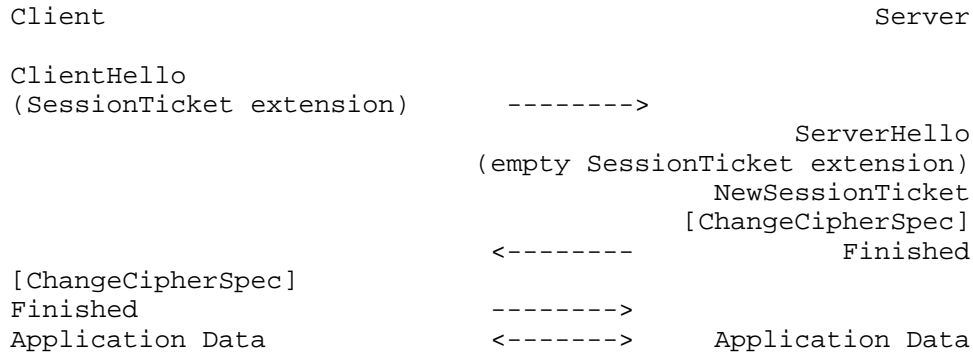 Client                                               Server

ClientHello
(SessionTicket extension)      -------->
                                                ServerHello
                            (empty SessionTicket extension)
                                           NewSessionTicket
                                         [ChangeCipherSpec]
                              <--------            Finished
[ChangeCipherSpec]
Finished                      -------->
Application Data              <------->    Application Data